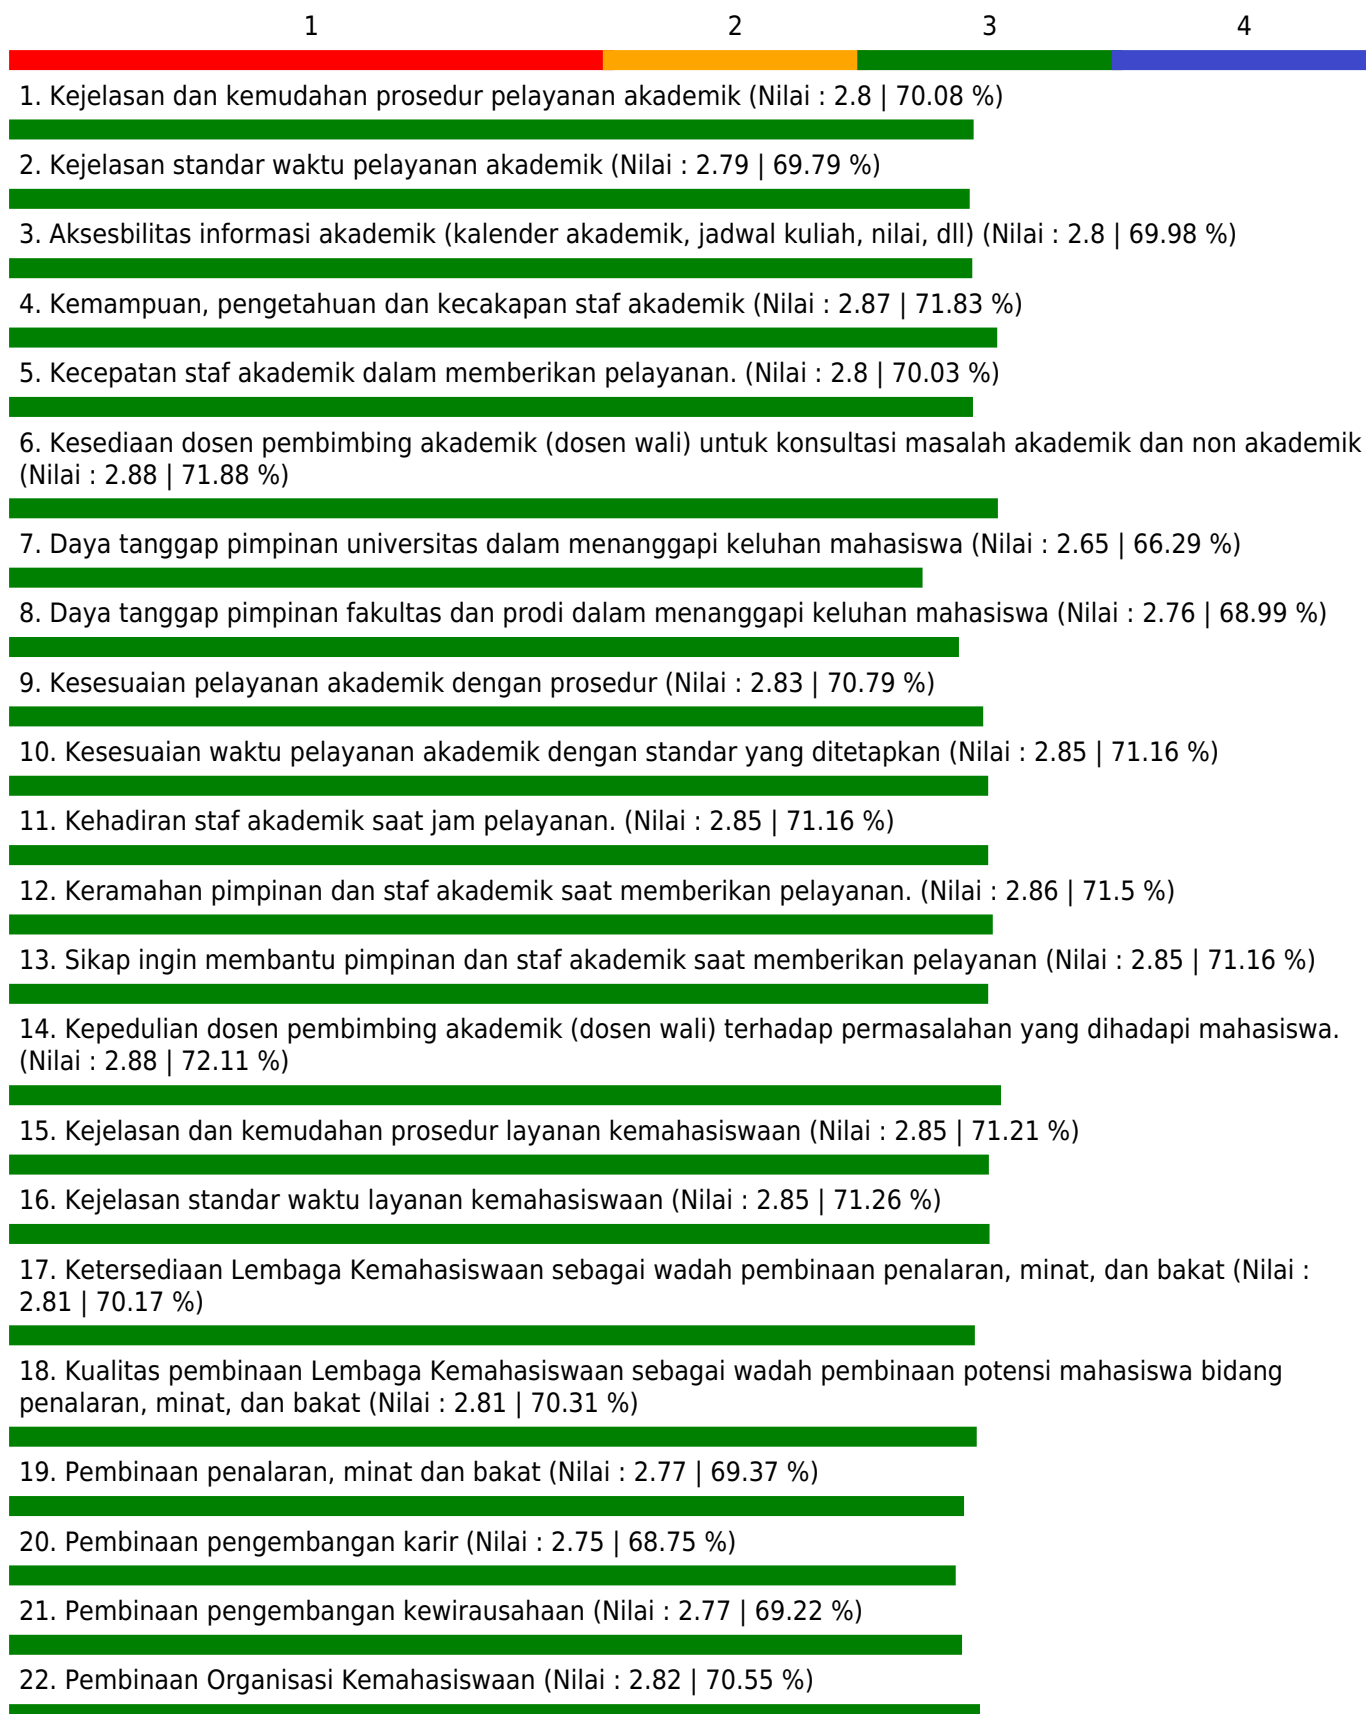 1 2 3 4
1. Kejelasan dan kemudahan prosedur pelayanan akademik (Nilai : 2.8 | 70.08 %)
2. Kejelasan standar waktu pelayanan akademik (Nilai : 2.79 | 69.79 %)
3. Aksesbilitas informasi akademik (kalender akademik, jadwal kuliah, nilai, dll) (Nilai : 2.8 | 69.98 %)
4. Kemampuan, pengetahuan dan kecakapan staf akademik (Nilai : 2.87 | 71.83 %)
5. Kecepatan staf akademik dalam memberikan pelayanan. (Nilai : 2.8 | 70.03 %)
6. Kesediaan dosen pembimbing akademik (dosen wali) untuk konsultasi masalah akademik dan non akademik
(Nilai : 2.88 | 71.88 %)
7. Daya tanggap pimpinan universitas dalam menanggapi keluhan mahasiswa (Nilai : 2.65 | 66.29 %)
8. Daya tanggap pimpinan fakultas dan prodi dalam menanggapi keluhan mahasiswa (Nilai : 2.76 | 68.99 %)
9. Kesesuaian pelayanan akademik dengan prosedur (Nilai : 2.83 | 70.79 %)
10. Kesesuaian waktu pelayanan akademik dengan standar yang ditetapkan (Nilai : 2.85 | 71.16 %)
11. Kehadiran staf akademik saat jam pelayanan. (Nilai : 2.85 | 71.16 %)
12. Keramahan pimpinan dan staf akademik saat memberikan pelayanan. (Nilai : 2.86 | 71.5 %)
13. Sikap ingin membantu pimpinan dan staf akademik saat memberikan pelayanan (Nilai : 2.85 | 71.16 %)
14. Kepedulian dosen pembimbing akademik (dosen wali) terhadap permasalahan yang dihadapi mahasiswa.
(Nilai : 2.88 | 72.11 %)
15. Kejelasan dan kemudahan prosedur layanan kemahasiswaan (Nilai : 2.85 | 71.21 %)
16. Kejelasan standar waktu layanan kemahasiswaan (Nilai : 2.85 | 71.26 %)
17. Ketersediaan Lembaga Kemahasiswaan sebagai wadah pembinaan penalaran, minat, dan bakat (Nilai :
2.81 | 70.17 %)
18. Kualitas pembinaan Lembaga Kemahasiswaan sebagai wadah pembinaan potensi mahasiswa bidang
penalaran, minat, dan bakat (Nilai : 2.81 | 70.31 %)
19. Pembinaan penalaran, minat dan bakat (Nilai : 2.77 | 69.37 %)
20. Pembinaan pengembangan karir (Nilai : 2.75 | 68.75 %)
21. Pembinaan pengembangan kewirausahaan (Nilai : 2.77 | 69.22 %)
22. Pembinaan Organisasi Kemahasiswaan (Nilai : 2.82 | 70.55 %)